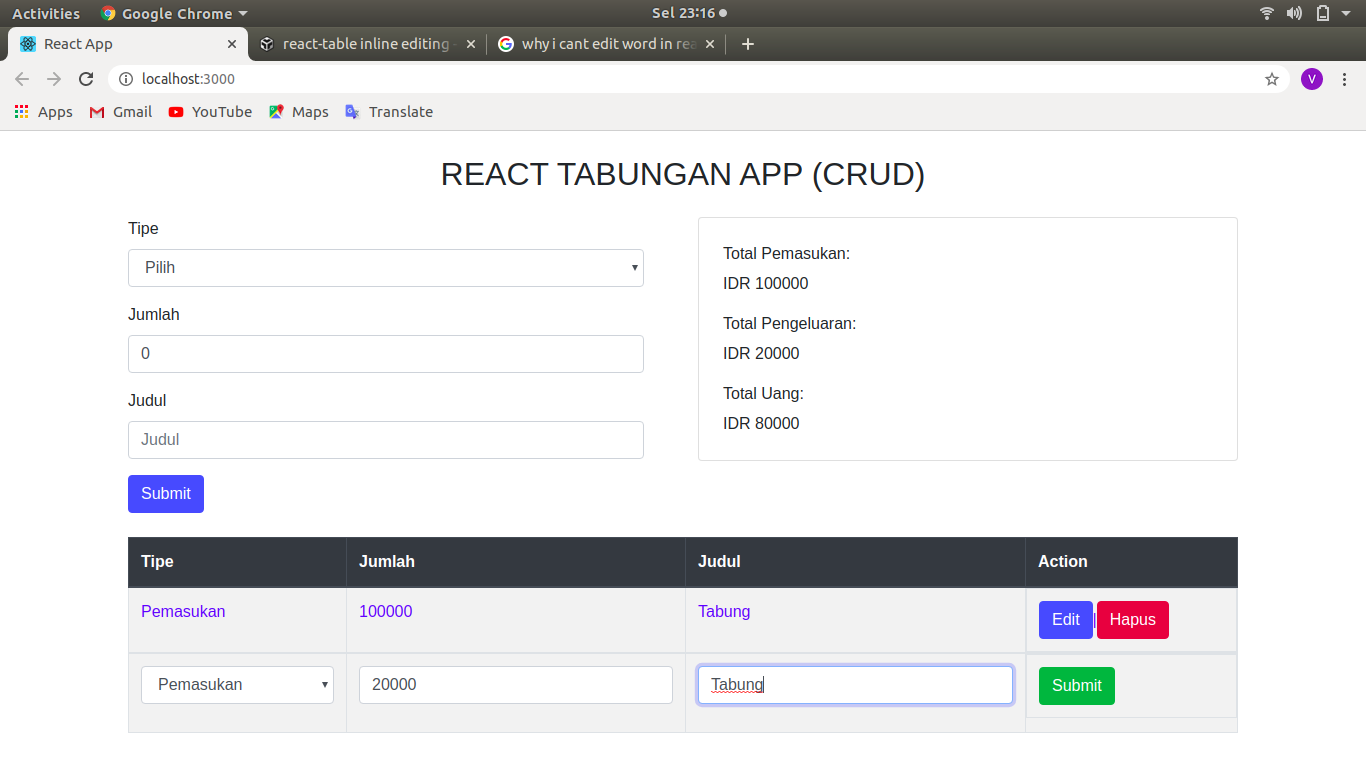 Activities Google Chrome Sel 23:16
React App react-table inline editing - why i cant edit word in rea
localhost:3000 V
Apps Gmail YouTube Maps Translate
REACT TABUNGAN APP (CRUD)
Tipe
Pilih
Jumlah
0
Judul
Judul
Submit
Total Pemasukan:
IDR 100000
Total Pengeluaran:
IDR 20000
Total Uang:
IDR 80000
Tipe Jumlah Judul Action
Pemasukan 100000 Tabung Edit | Hapus
Pemasukan 20000 Tabung Submit